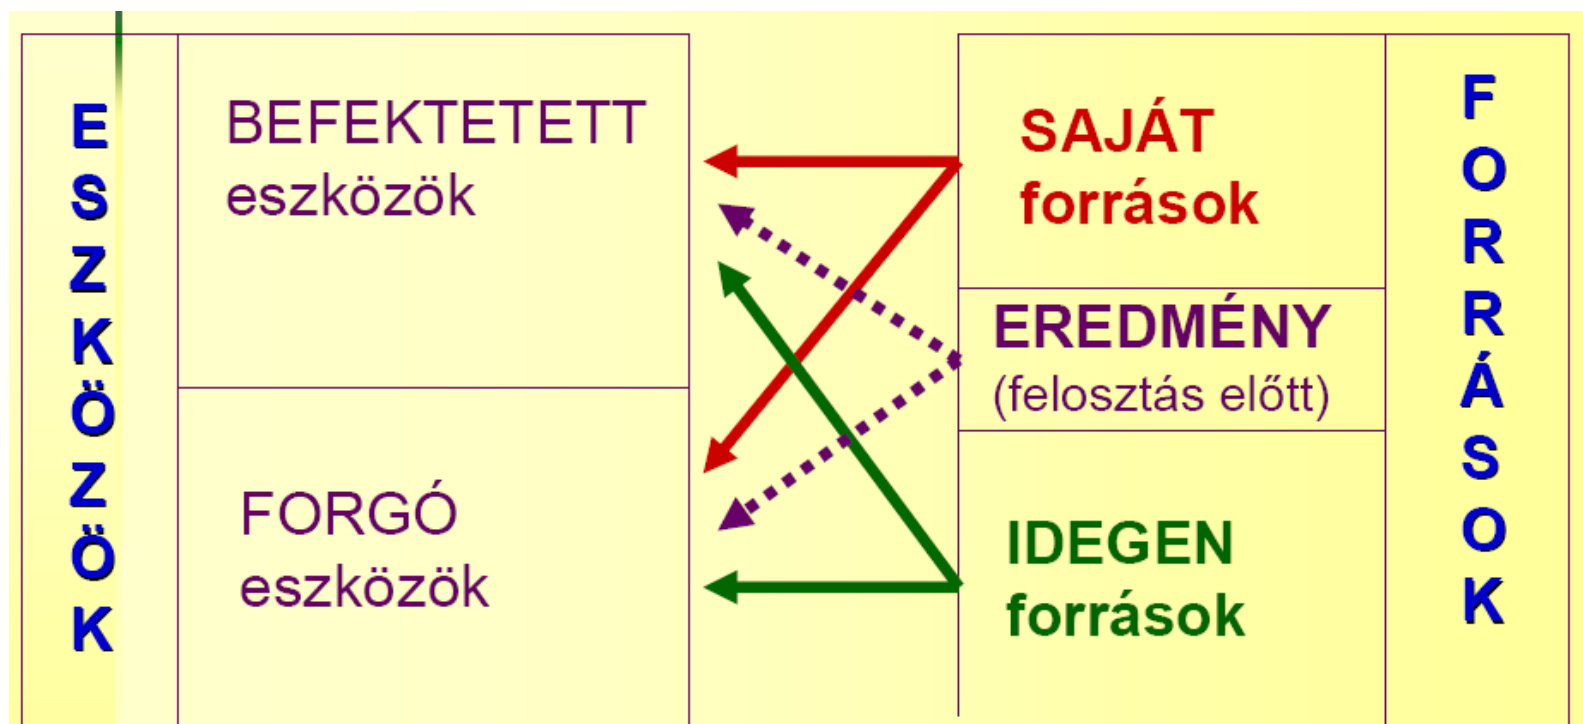 ESZKÖZÖK
BEFEKTETETT
eszközök
FORGÓ
eszközök
SAJÁT
források
EREDMÉNY
(felosztás előtt)
IDEGEN
források
FORRÁSOK